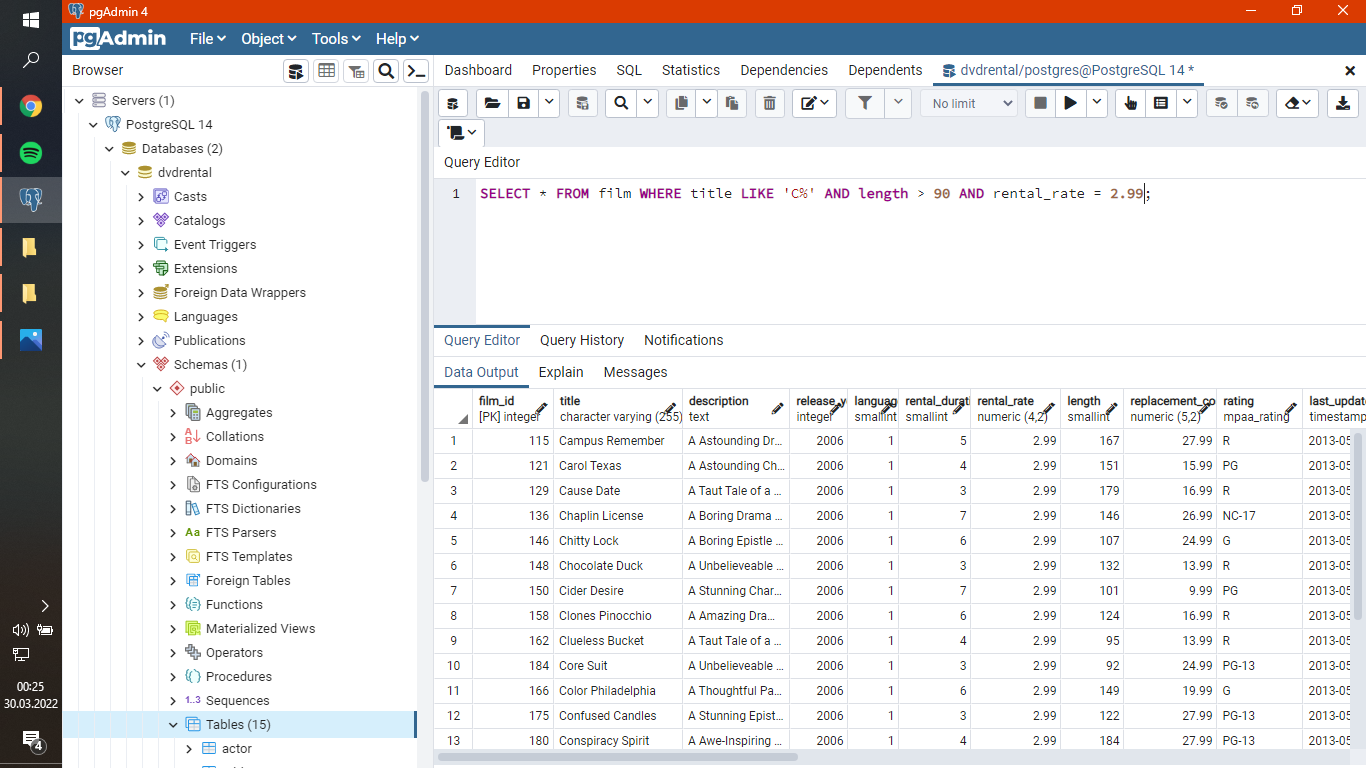 pgAdmin 4
pgAdmin File Object Tools Help
Browser
Dashboard Properties SQL Statistics Dependencies Dependents dvdrental/postgres@PostgreSQL 14 *
Servers (1)
PostgreSQL 14
Databases (2)
dvdrental
Casts
Catalogs
Event Triggers
Extensions
Foreign Data Wrappers
Languages
Publications
Schemas (1)
public
Aggregates
Collations
Domains
FTS Configurations
FTS Dictionaries
Aa FTS Parsers
FTS Templates
Foreign Tables
Functions
Materialized Views
Operators
Procedures
1..3 Sequences
Tables (15)
actor
No limit
Query Editor
1 SELECT * FROM film WHERE title LIKE 'C%' AND length > 90 AND rental_rate = 2.99;
Query Editor Query History Notifications
Data Output Explain Messages
film_id title description release_y languag rental_durati rental_rate length replacement_co rating last_update
[PK] integer character varying (255) text integer smallint smallint numeric (4,2) smallint numeric (5,2) mpaa_rating timestamp
1 115 Campus Remember A Astounding Dr... 2006 1 5 2.99 167 27.99 R 2013-05
2 121 Carol Texas A Astounding Ch... 2006 1 4 2.99 151 15.99 PG 2013-05
3 129 Cause Date A Taut Tale of a ... 2006 1 3 2.99 179 16.99 R 2013-05
4 136 Chaplin License A Boring Drama ... 2006 1 7 2.99 146 26.99 NC-17 2013-05
5 146 Chitty Lock A Boring Epistle ... 2006 1 6 2.99 107 24.99 G 2013-05
6 148 Chocolate Duck A Unbelieveable ... 2006 1 3 2.99 132 13.99 R 2013-05
7 150 Cider Desire A Stunning Char... 2006 1 7 2.99 101 9.99 PG 2013-05
8 158 Clones Pinocchio A Amazing Dra... 2006 1 6 2.99 124 16.99 R 2013-05
9 162 Clueless Bucket A Taut Tale of a ... 2006 1 4 2.99 95 13.99 R 2013-05
10 184 Core Suit A Unbelieveable ... 2006 1 3 2.99 92 24.99 PG-13 2013-05
11 166 Color Philadelphia A Thoughtful Pa... 2006 1 6 2.99 149 19.99 G 2013-05
12 175 Confused Candles A Stunning Epist... 2006 1 3 2.99 122 27.99 PG-13 2013-05
13 180 Conspiracy Spirit A Awe-Inspiring ... 2006 1 4 2.99 184 27.99 PG-13 2013-05
00:25
30.03.2022
4